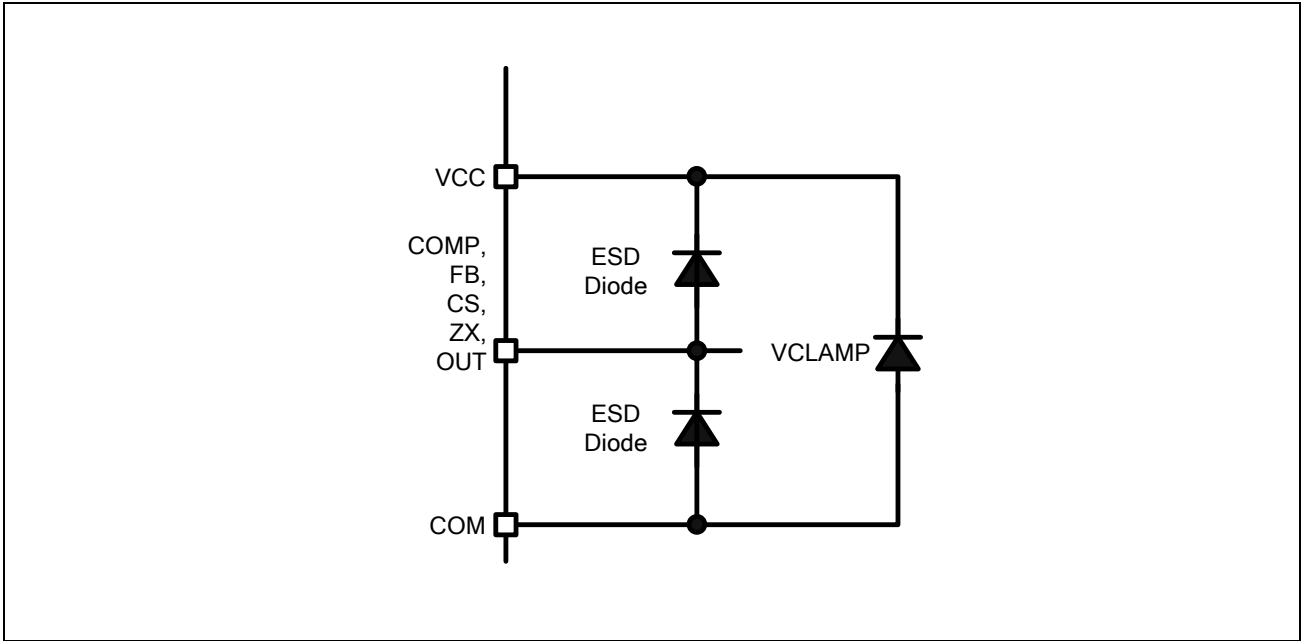 VCC
COMP,
FB,
CS,
ZX,
OUT
ESD
Diode
VCLAMP
ESD
Diode
COM